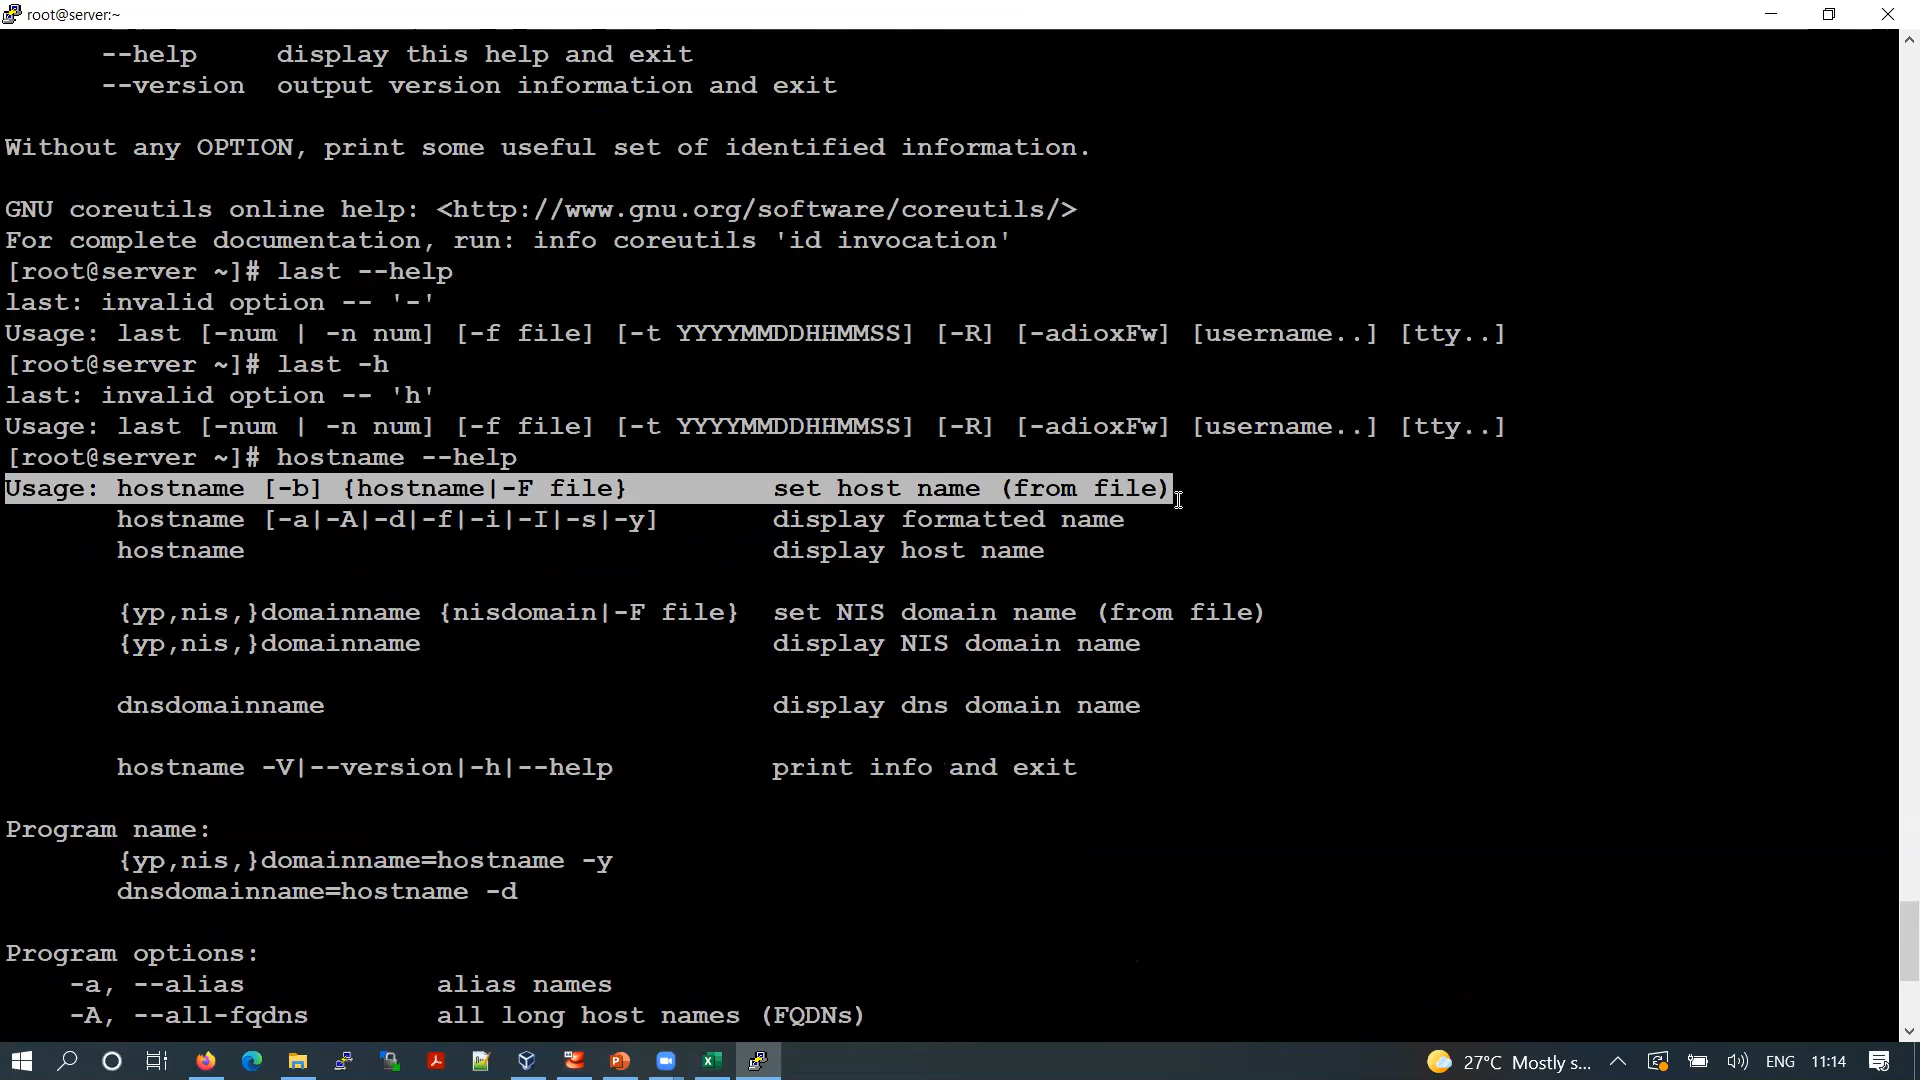 root@server:~
--help     display this help and exit
--version  output version information and exit
Without any OPTION, print some useful set of identified information.
GNU coreutils online help: <http://www.gnu.org/software/coreutils/>
For complete documentation, run: info coreutils 'id invocation'
[root@server ~]# last --help
last: invalid option -- '-'
Usage: last [-num | -n num] [-f file] [-t YYYYMMDDHHMMSS] [-R] [-adioxFw] [username..] [tty..]
[root@server ~]# last -h
last: invalid option -- 'h'
Usage: last [-num | -n num] [-f file] [-t YYYYMMDDHHMMSS] [-R] [-adioxFw] [username..] [tty..]
[root@server ~]# hostname --help
Usage: hostname [-b] {hostname|-F file}         set host name (from file)
hostname [-a|-A|-d|-f|-i|-I|-s|-y]       display formatted name
hostname                                 display host name
{yp,nis,}domainname {nisdomain|-F file}  set NIS domain name (from file)
{yp,nis,}domainname                      display NIS domain name
dnsdomainname                            display dns domain name
hostname -V|--version|-h|--help          print info and exit
Program name:
{yp,nis,}domainname=hostname -y
dnsdomainname=hostname -d
Program options:
-a, --alias            alias names
-A, --all-fqdns        all long host names (FQDNs)
27°C Mostly s... ENG 11:14